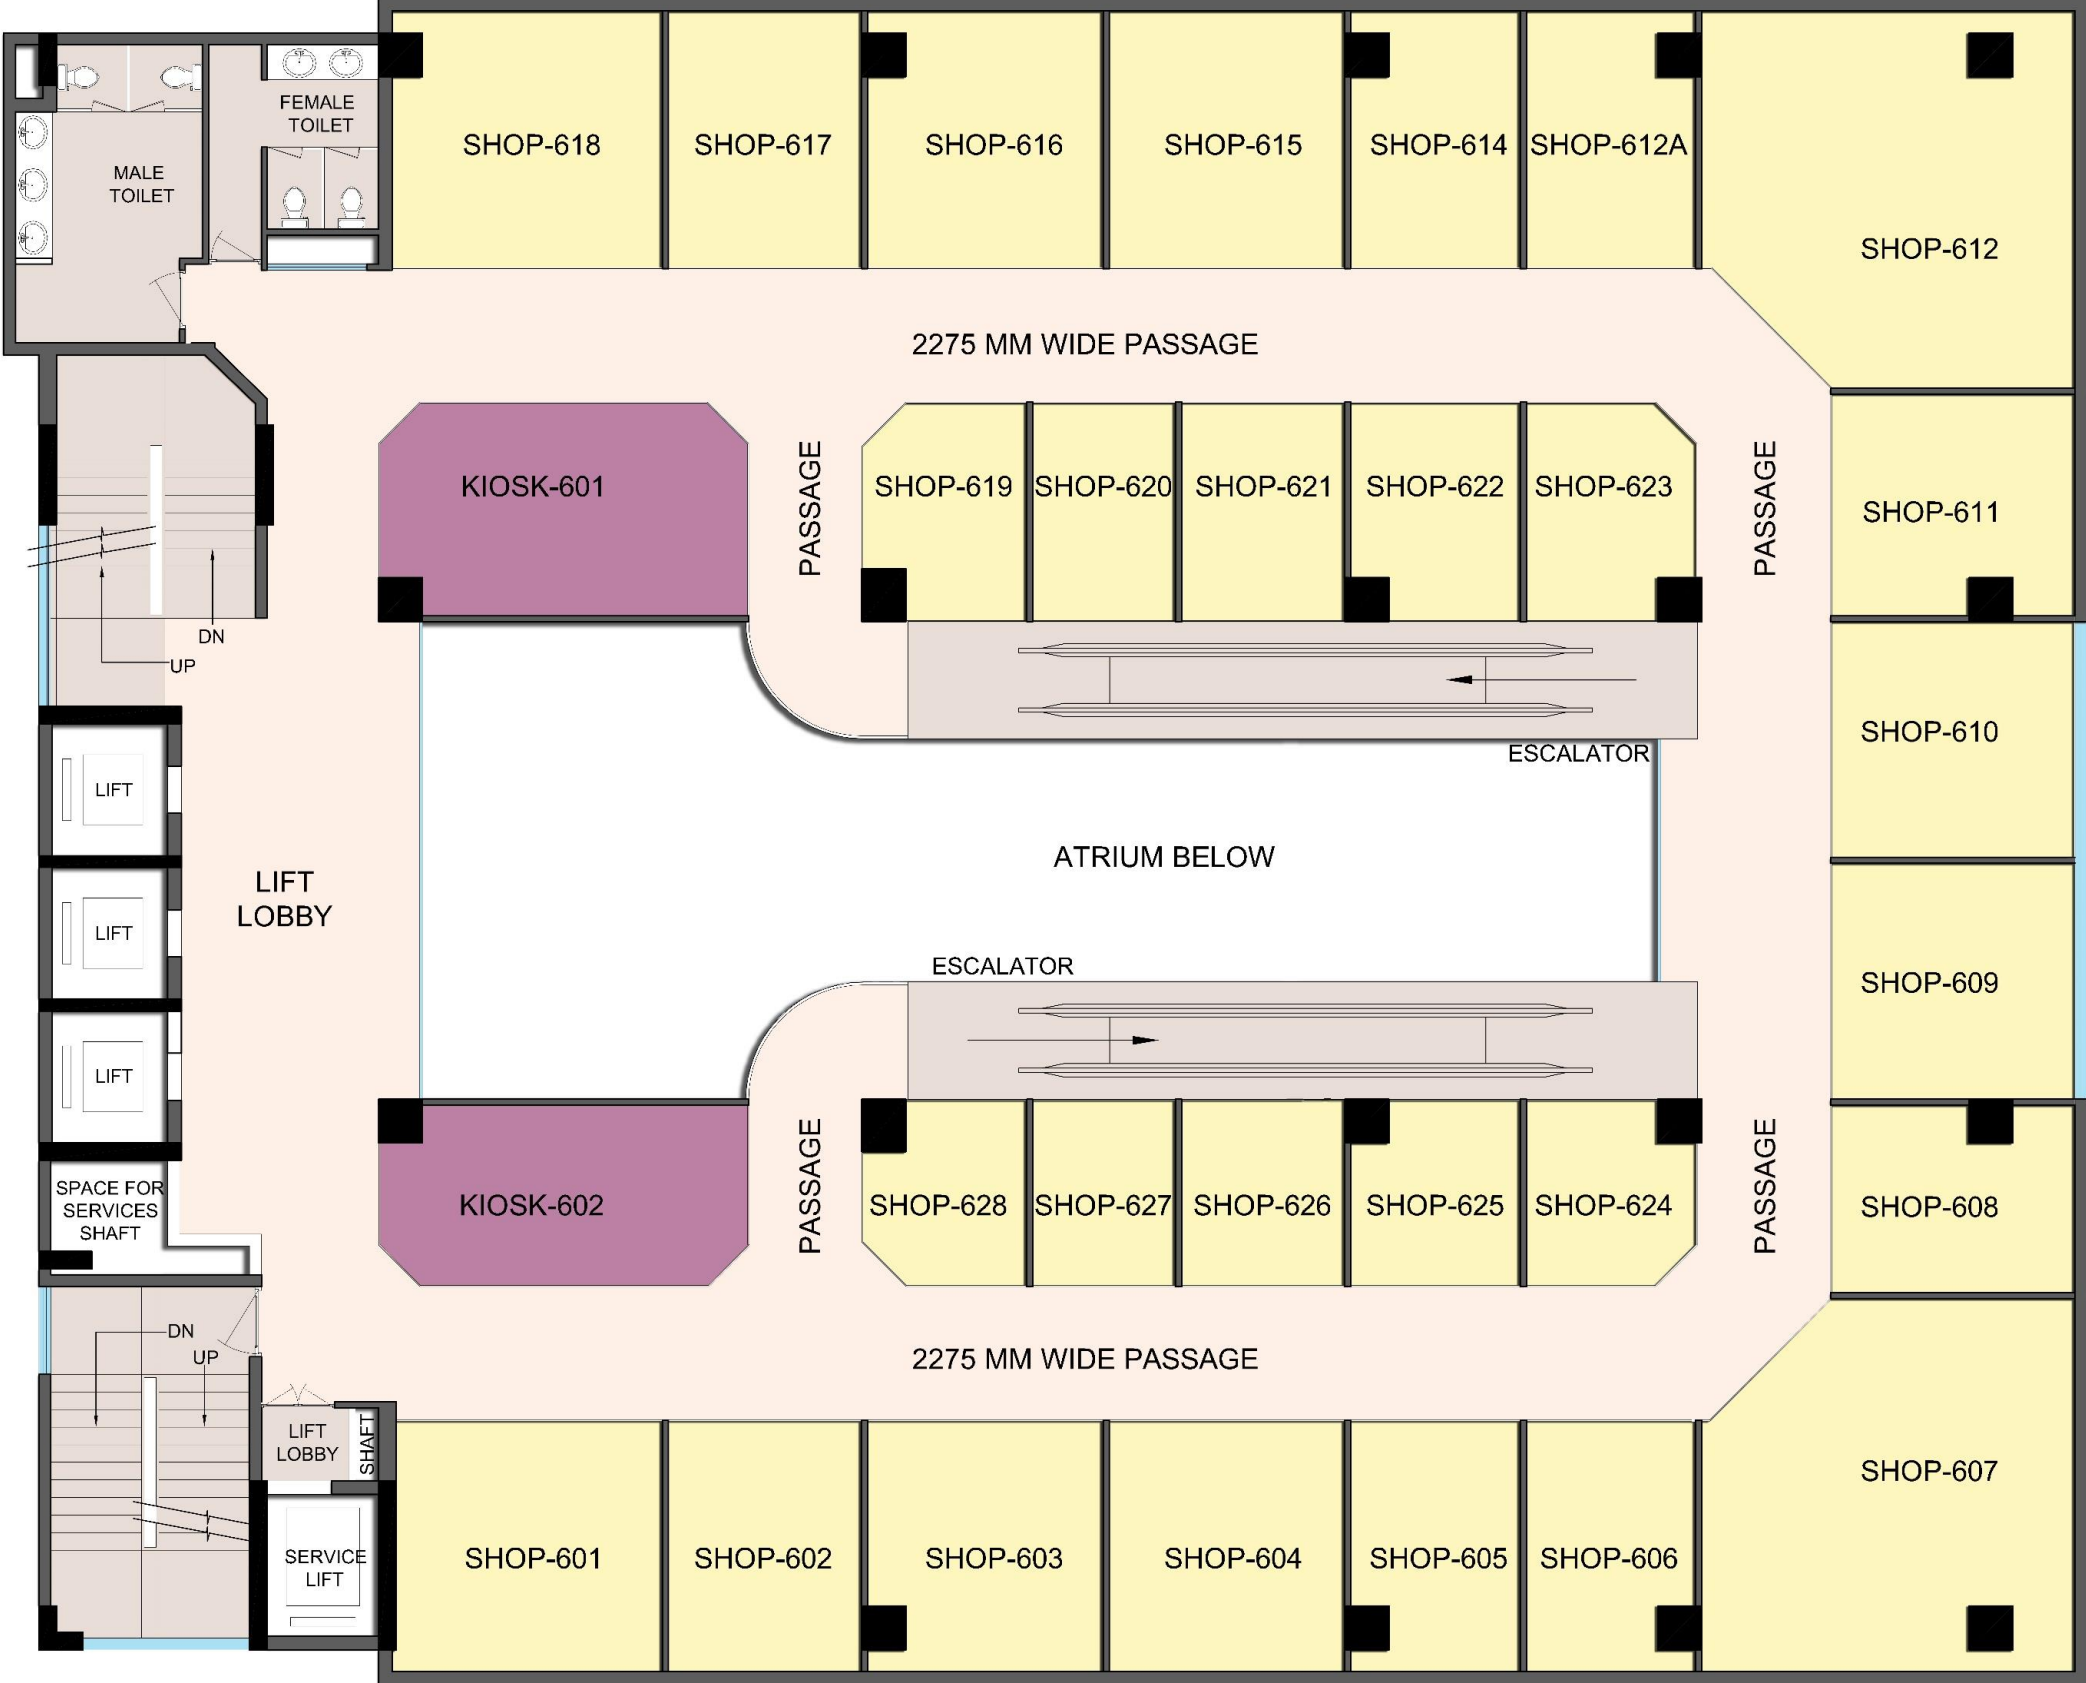 FEMALE
TOILET
MALE
TOILET
SHOP-618
SHOP-617
SHOP-616
SHOP-615
SHOP-614
SHOP-612A
SHOP-612
2275 MM WIDE PASSAGE
KIOSK-601
PASSAGE
SHOP-619
SHOP-620
SHOP-621
SHOP-622
SHOP-623
PASSAGE
SHOP-611
DN
UP
SHOP-610
ESCALATOR
LIFT
LIFT
LIFT
LIFT
LOBBY
ATRIUM BELOW
ESCALATOR
SHOP-609
SPACE FOR
SERVICES
SHAFT
KIOSK-602
PASSAGE
SHOP-628
SHOP-627
SHOP-626
SHOP-625
SHOP-624
PASSAGE
SHOP-608
DN
UP
2275 MM WIDE PASSAGE
LIFT
LOBBY
SHAFT
SERVICE
LIFT
SHOP-601
SHOP-602
SHOP-603
SHOP-604
SHOP-605
SHOP-606
SHOP-607